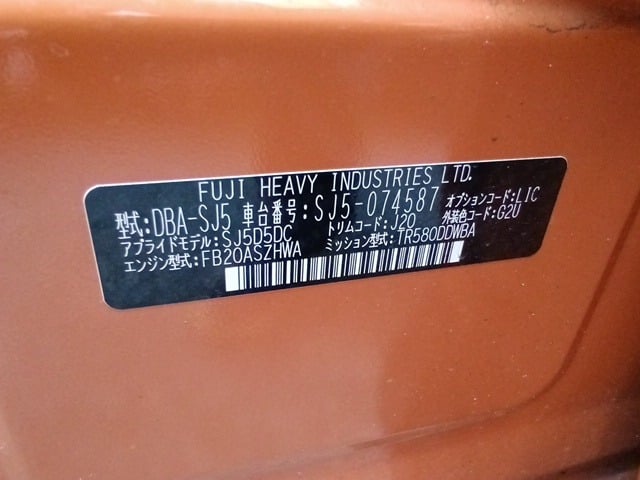 FUJI HEAVY INDUSTRIES LTD.
型式:DBA-SJ5 車台番号:SJ5-074587 オプションコード:LIC
アプライドモデル:SJ5D5DC トリムコード:J20 外装色コード:G2U
エンジン型式:FB20ASZHWA ミッション型式:TR580DDWBA